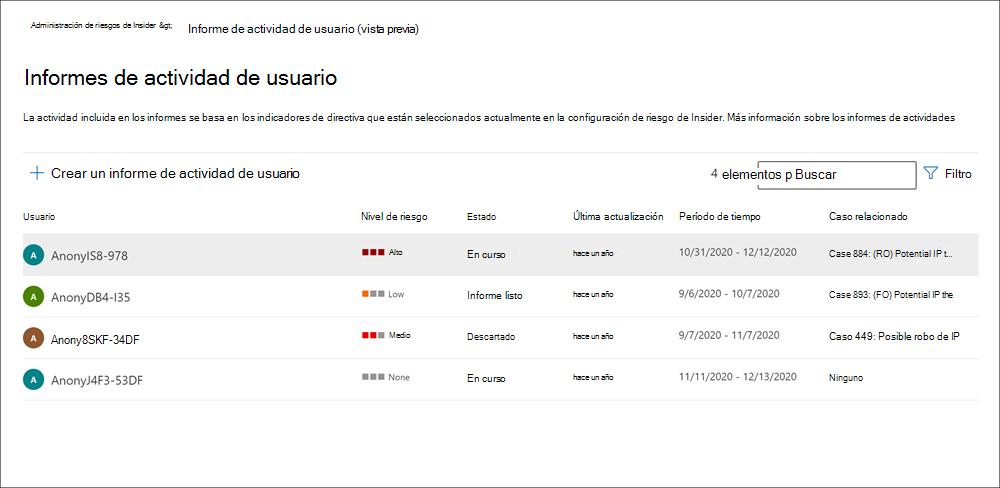 Administración de riesgos de Insider &gt; Informe de actividad de usuario (vista previa)
Informes de actividad de usuario
La actividad incluida en los informes se basa en los indicadores de directiva que están seleccionados actualmente en la configuración de riesgo de Insider. Más información sobre los informes de actividades
Crear un informe de actividad de usuario 4 elementos p Buscar Filtro
Usuario Nivel de riesgo Estado Última actualización Período de tiempo Caso relacionado
A AnonyIS8-978 Alto En curso hace un año 10/31/2020 - 12/12/2020 Case 884: (RO) Potential IP t...
A AnonyDB4-I35 Low Informe listo hace un año 9/6/2020 - 10/7/2020 Case 893: (FO) Potential IP the
A Anony8SKF-34DF Medio Descartado hace un año 9/7/2020 - 11/7/2020 Caso 449: Posible robo de IP
A AnonyJ4F3-53DF None En curso hace un año 11/11/2020 - 12/13/2020 Ninguno